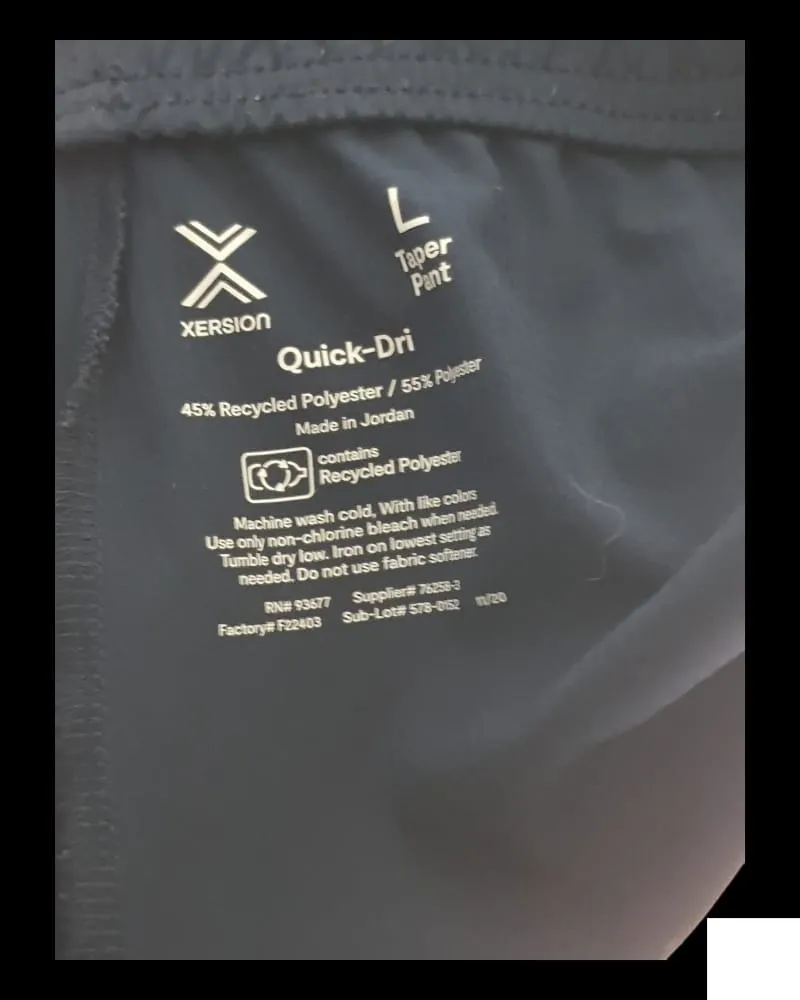 L
Taper
Pant
XERSION
Quick-Dri
45% Recycled Polyester / 55% Polyester
Made in Jordan
contains
Recycled Polyester
Machine wash cold, With like colors
Use only non-chlorine bleach when needed.
Tumble dry low. Iron on lowest setting as
needed. Do not use fabric softener.
RN# 93677 Supplier# 76258-3
Factory# F22403 Sub-Lot# 578-0152 11/20